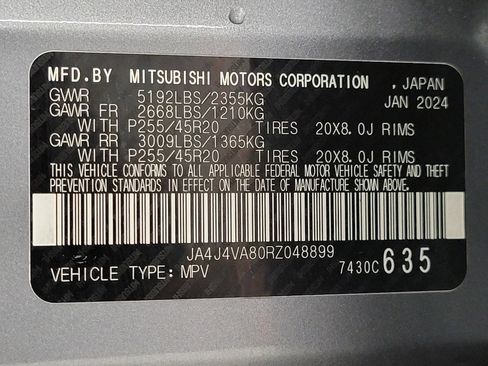 MFD.BY MITSUBISHI MOTORS CORPORATION , JAPAN
GVWR 5192LBS/2355KG JAN 2024
GAWR FR 2668LBS/1210KG
WITH P255/45R20 TIRES 20X8.0J RIMS
GAWR RR 3009LBS/1365KG
WITH P255/45R20 TIRES 20X8.0J RIMS
THIS VEHICLE CONFORMS TO ALL APPLICABLE FEDERAL MOTOR VEHICLE SAFETY AND THEFT
PREVENTION STANDARDS IN EFFECT ON THE DATE OF MANUFACTURE SHOWN ABOVE.
JA4J4VA80RZ048899
VEHICLE TYPE: MPV 7430C 635